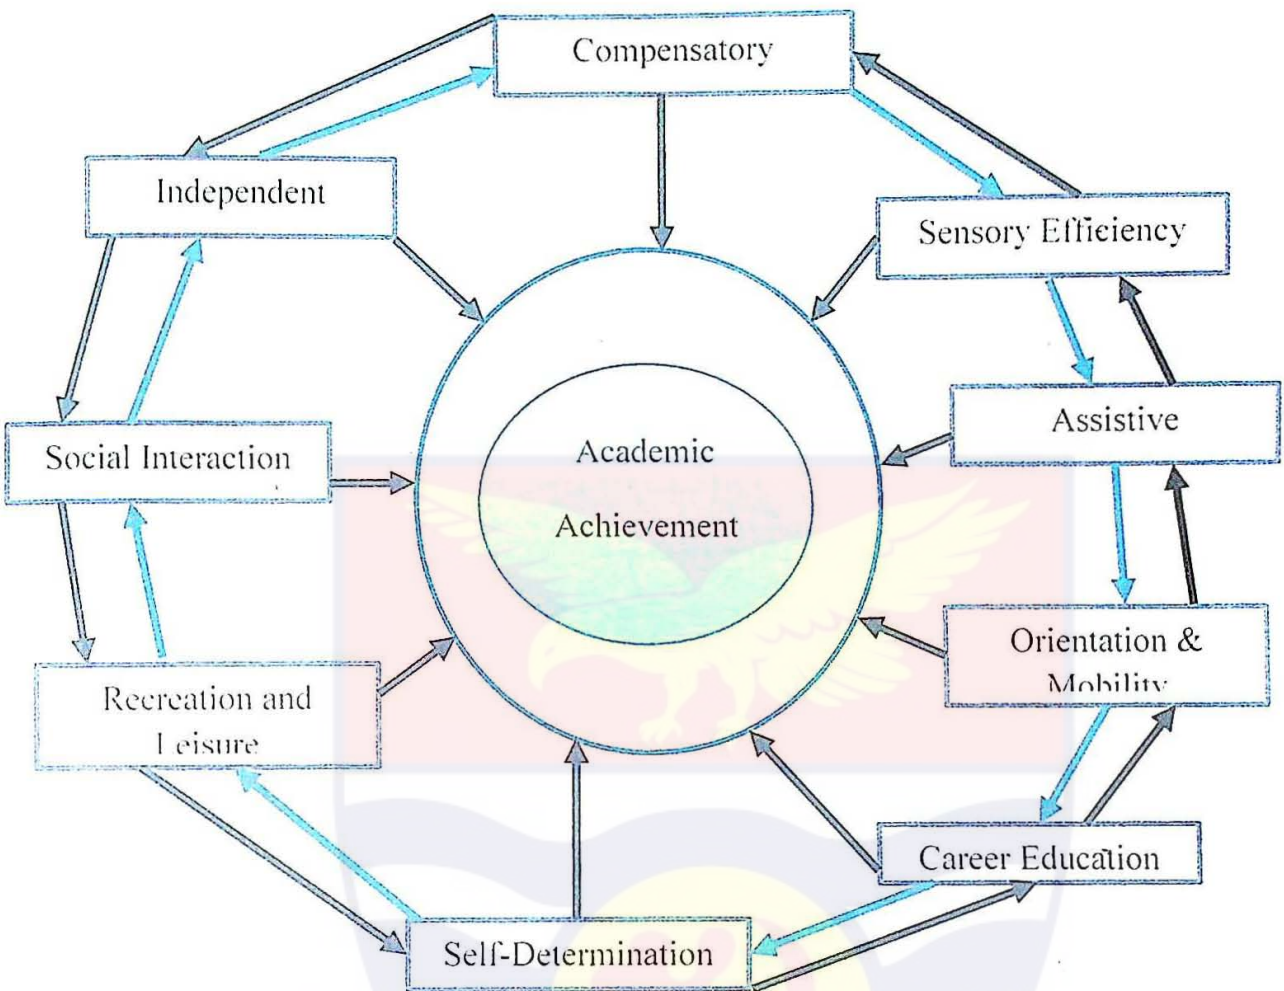 Compensatory
Independent
Sensory Efficiency
Assistive
Social Interaction
Academic
Achievement
Orientation &
Mobility
Recreation and
Leisure
Career Education
Self-Determination